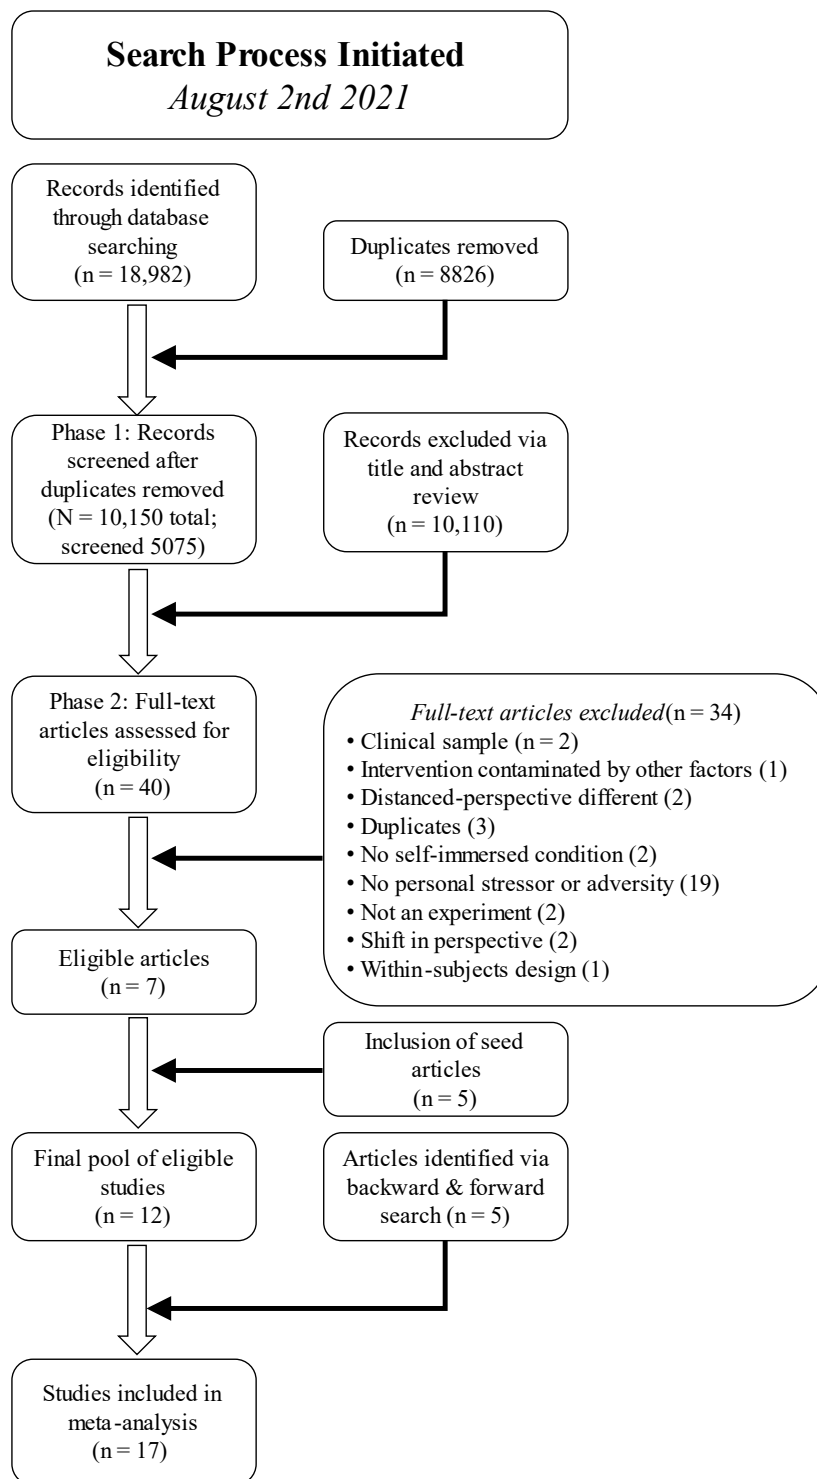 Search Process Initiated
August 2nd 2021
Records identified
through database
searching
(n = 18,982)
Duplicates removed
(n = 8826)
Phase 1: Records
screened after
duplicates removed
(N = 10,150 total;
screened 5075)
Records excluded via
title and abstract
review
(n = 10,110)
Phase 2: Full-text
articles assessed for
eligibility
(n = 40)
Full-text articles excluded(n = 34)
• Clinical sample (n = 2)
• Intervention contaminated by other factors (1)
• Distanced-perspective different (2)
• Duplicates (3)
• No self-immersed condition (2)
• No personal stressor or adversity (19)
• Not an experiment (2)
• Shift in perspective (2)
• Within-subjects design (1)
Eligible articles
(n = 7)
Inclusion of seed
articles
(n = 5)
Final pool of eligible
studies
(n = 12)
Articles identified via
backward & forward
search (n = 5)
Studies included in
meta-analysis
(n = 17)